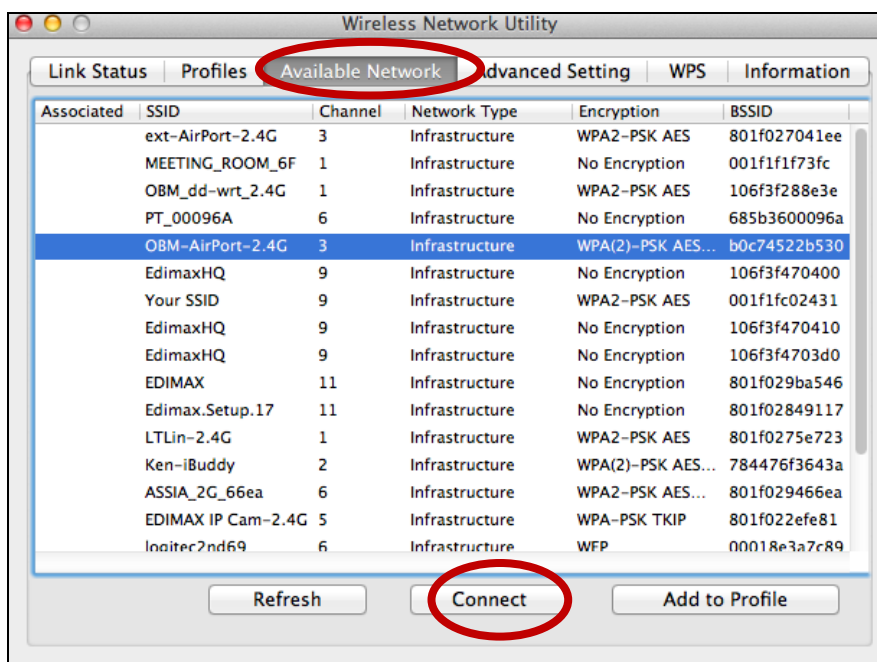 Wireless Network Utility
Link Status Profiles Available Network Advanced Setting WPS Information
Associated SSID Channel Network Type Encryption BSSID
ext-AirPort-2.4G 3 Infrastructure WPA2-PSK AES 801f027041ee
MEETING_ROOM_6F 1 Infrastructure No Encryption 001f1f1f73fc
OBM_dd-wrt_2.4G 1 Infrastructure WPA2-PSK AES 106f3f288e3e
PT_00096A 6 Infrastructure No Encryption 685b3600096a
OBM-AirPort-2.4G 3 Infrastructure WPA(2)-PSK AES... b0c74522b530
EdimaxHQ 9 Infrastructure No Encryption 106f3f470400
Your SSID 9 Infrastructure WPA2-PSK AES 001f1fc02431
EdimaxHQ 9 Infrastructure No Encryption 106f3f470410
EdimaxHQ 9 Infrastructure No Encryption 106f3f4703d0
EDIMAX 11 Infrastructure No Encryption 801f029ba546
Edimax.Setup.17 11 Infrastructure No Encryption 801f02849117
LTLin-2.4G 1 Infrastructure WPA2-PSK AES 801f0275e723
Ken-iBuddy 2 Infrastructure WPA(2)-PSK AES... 784476f3643a
ASSIA_2G_66ea 6 Infrastructure WPA2-PSK AES... 801f029466ea
EDIMAX IP Cam-2.4G 5 Infrastructure WPA-PSK TKIP 801f022efe81
logitec2nd69 6 Infrastructure WEP 00018e3a7c89
Refresh Connect Add to Profile